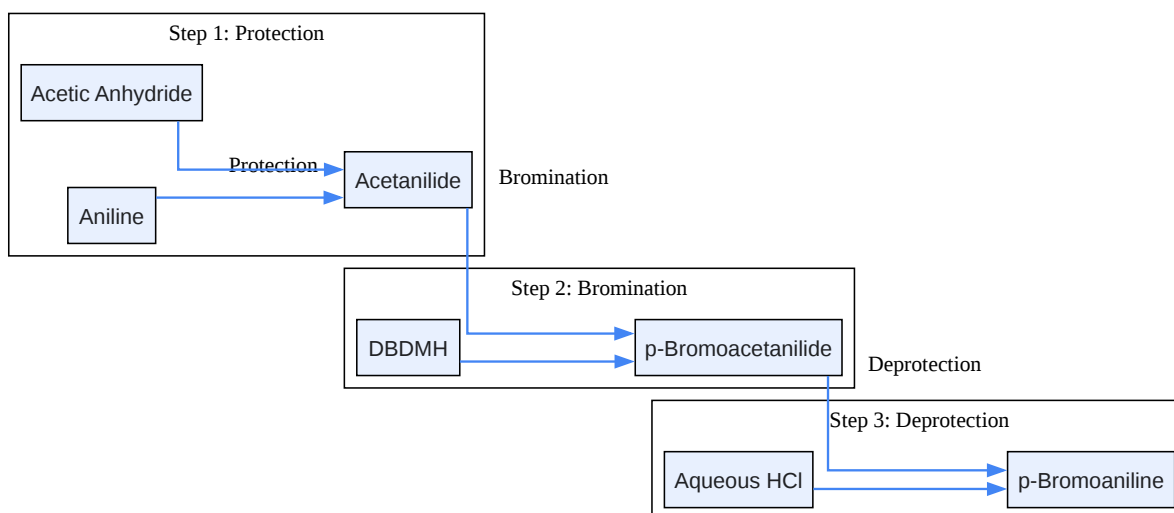 Step 1: Protection
Acetic Anhydride
Protection
Acetanilide
Bromination
Aniline
Step 2: Bromination
DBDMH
p-Bromoacetanilide
Deprotection
Step 3: Deprotection
Aqueous HCl
p-Bromoaniline